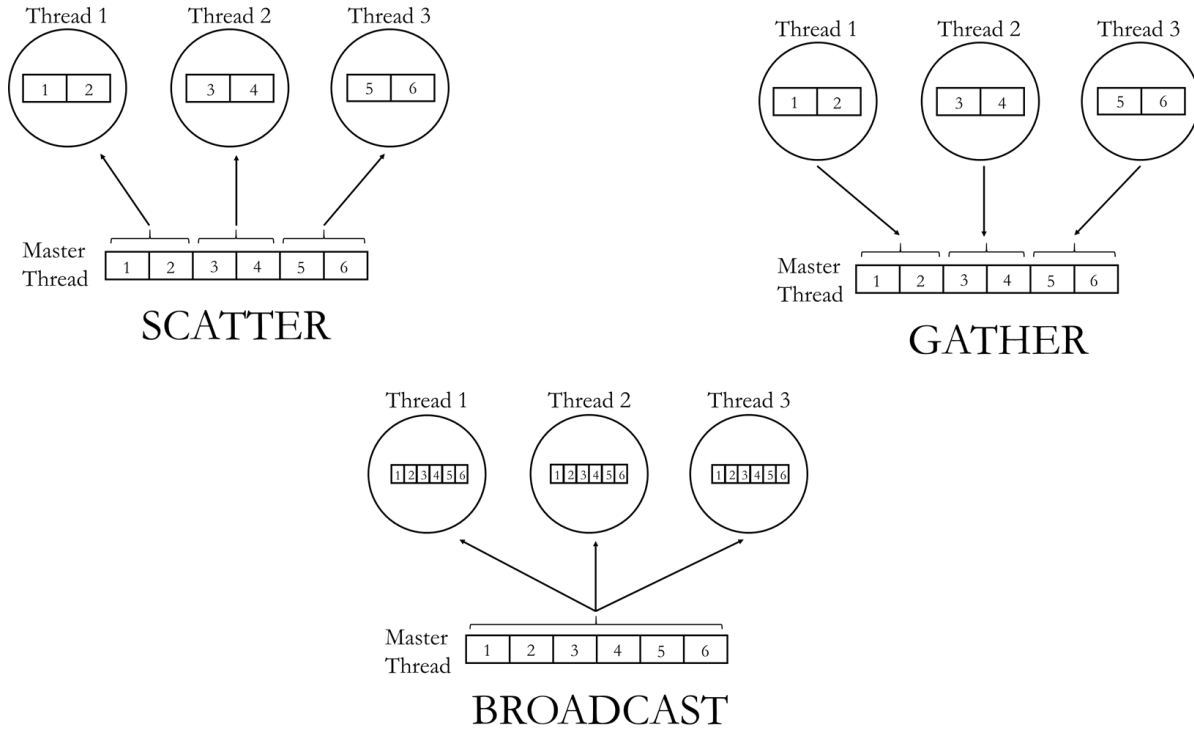 Thread 1 Thread 2 Thread 3
1 2 3 4 5 6
Master
Thread
1 2 3 4 5 6
SCATTER
Thread 1 Thread 2 Thread 3
1 2 3 4 5 6
Master
Thread
1 2 3 4 5 6
GATHER
Thread 1 Thread 2 Thread 3
1 2 3 4 5 6 1 2 3 4 5 6 1 2 3 4 5 6
Master
Thread
1 2 3 4 5 6
BROADCAST